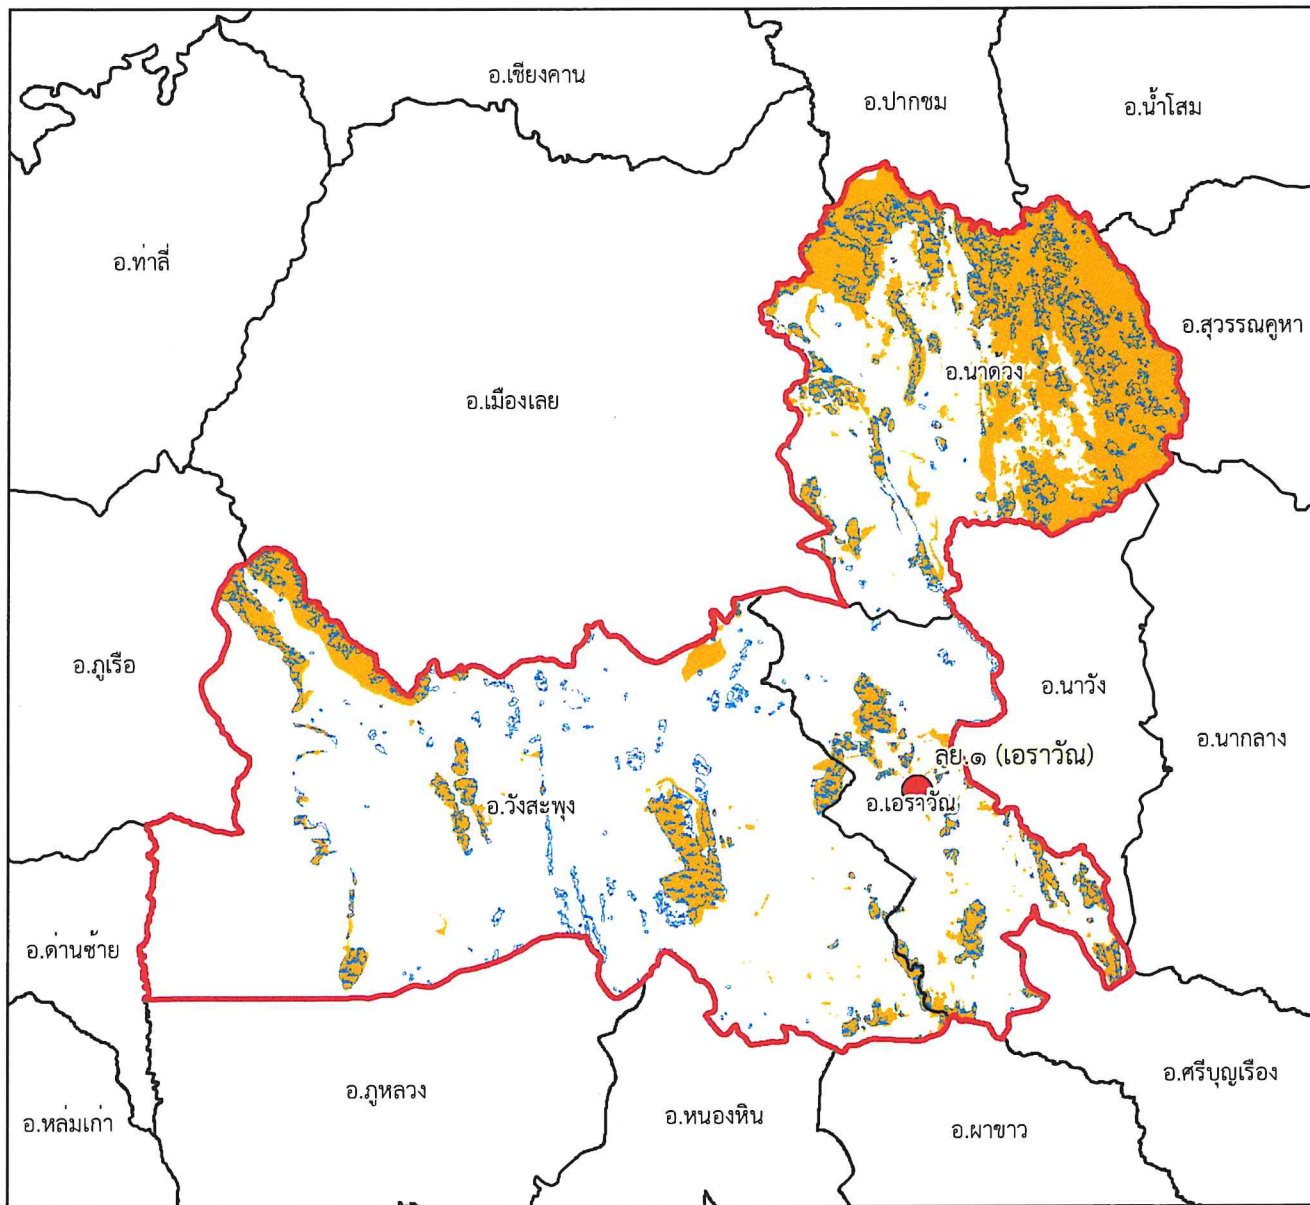 อ.เชียงคาน
อ.ปากชม
อ.น้ำโสม
อ.ท่าลี่
อ.สุวรรณคูหา
อ.นาด้วง
อ.เมืองเลย
อ.ภูเรือ
อ.นาวัง
อ.นากลาง
ลย.๑ (เอราวัณ)
อ.เอราวัณ
อ.วังสะพุง
อ.ด่านซ้าย
อ.ภูหลวง
อ.ศรีบุญเรือง
อ.หล่มเก่า
อ.หนองหิน
อ.ผาขาว